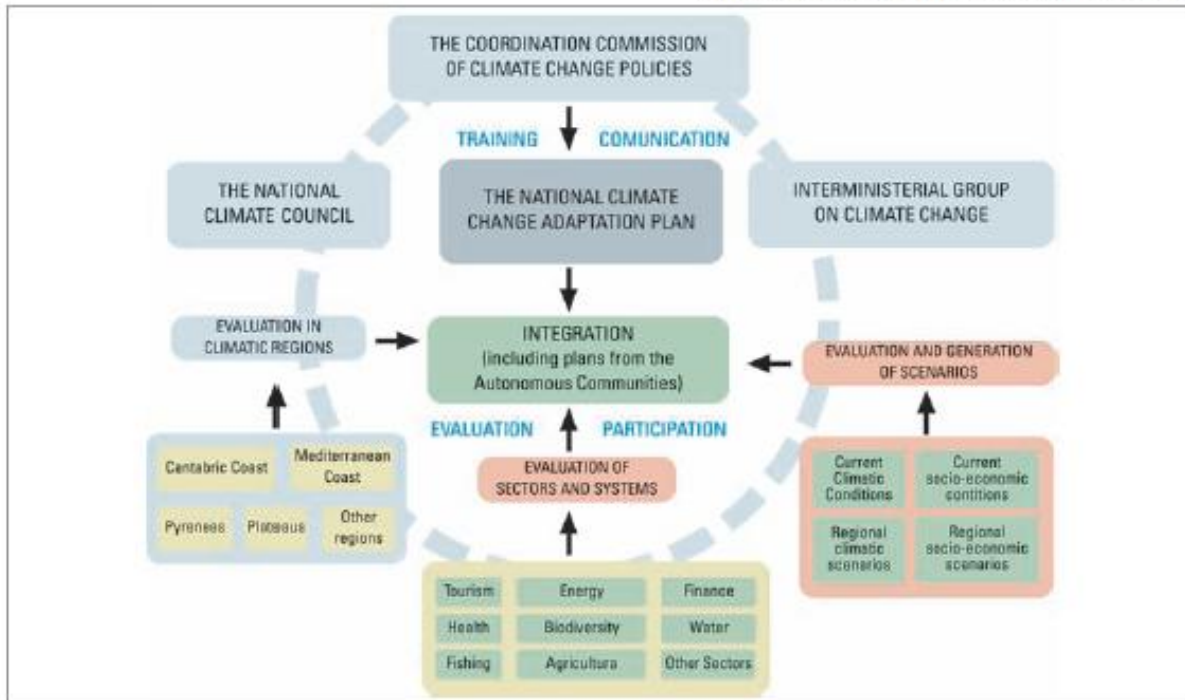 THE COORDINATION COMMISSION
OF CLIMATE CHANGE POLICIES
TRAINING
COMUNICATION
THE NATIONAL
CLIMATE COUNCIL
THE NATIONAL CLIMATE
CHANGE ADAPTATION PLAN
INTERMINISTERIAL GROUP
ON CLIMATE CHANGE
EVALUATION IN
CLIMATIC REGIONS
INTEGRATION
(including plans from the
Autonomous Communities)
EVALUATION AND GENERATION
OF SCENARIOS
EVALUATION
PARTICIPATION
Cantabric Coast
Mediterranean
Coast
Pyrenees
Plateaus
Other
regions
EVALUATION OF
SECTORS AND SYSTEMS
Current
Climatic
Conditions
Current
socio-economic
contitions
Regional
climatic
scenarios
Regional
socio-economic
scenarios
Tourism
Energy
Finance
Health
Biodiversity
Water
Fishing
Agricultura
Other Sectors